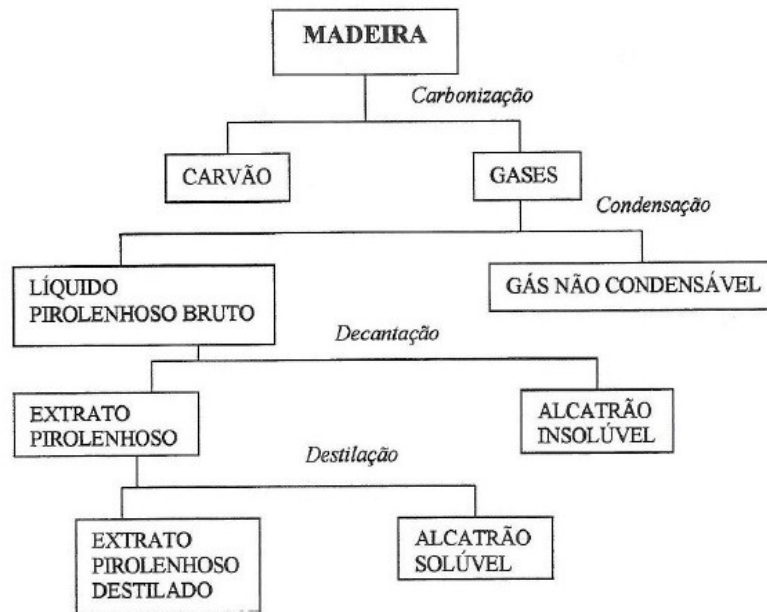 MADEIRA
Carbonização
CARVÃO
GASES
Condensação
LÍQUIDO
PIROLENHOSO BRUTO
GÁS NÃO CONDENSÁVEL
Decantação
EXTRATO
PIROLENHOSO
ALCATRÃO
INSOLÚVEL
Destilação
EXTRATO
PIROLENHOSO
DESTILADO
ALCATRÃO
SOLÚVEL